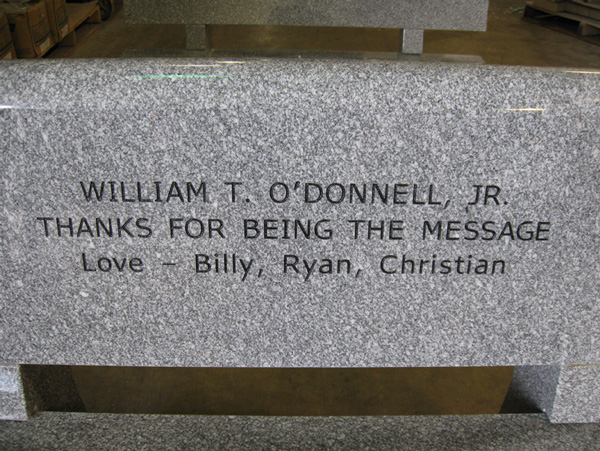 WILLIAM T. O'DONNELL, JR.
THANKS FOR BEING THE MESSAGE
Love – Billy, Ryan, Christian